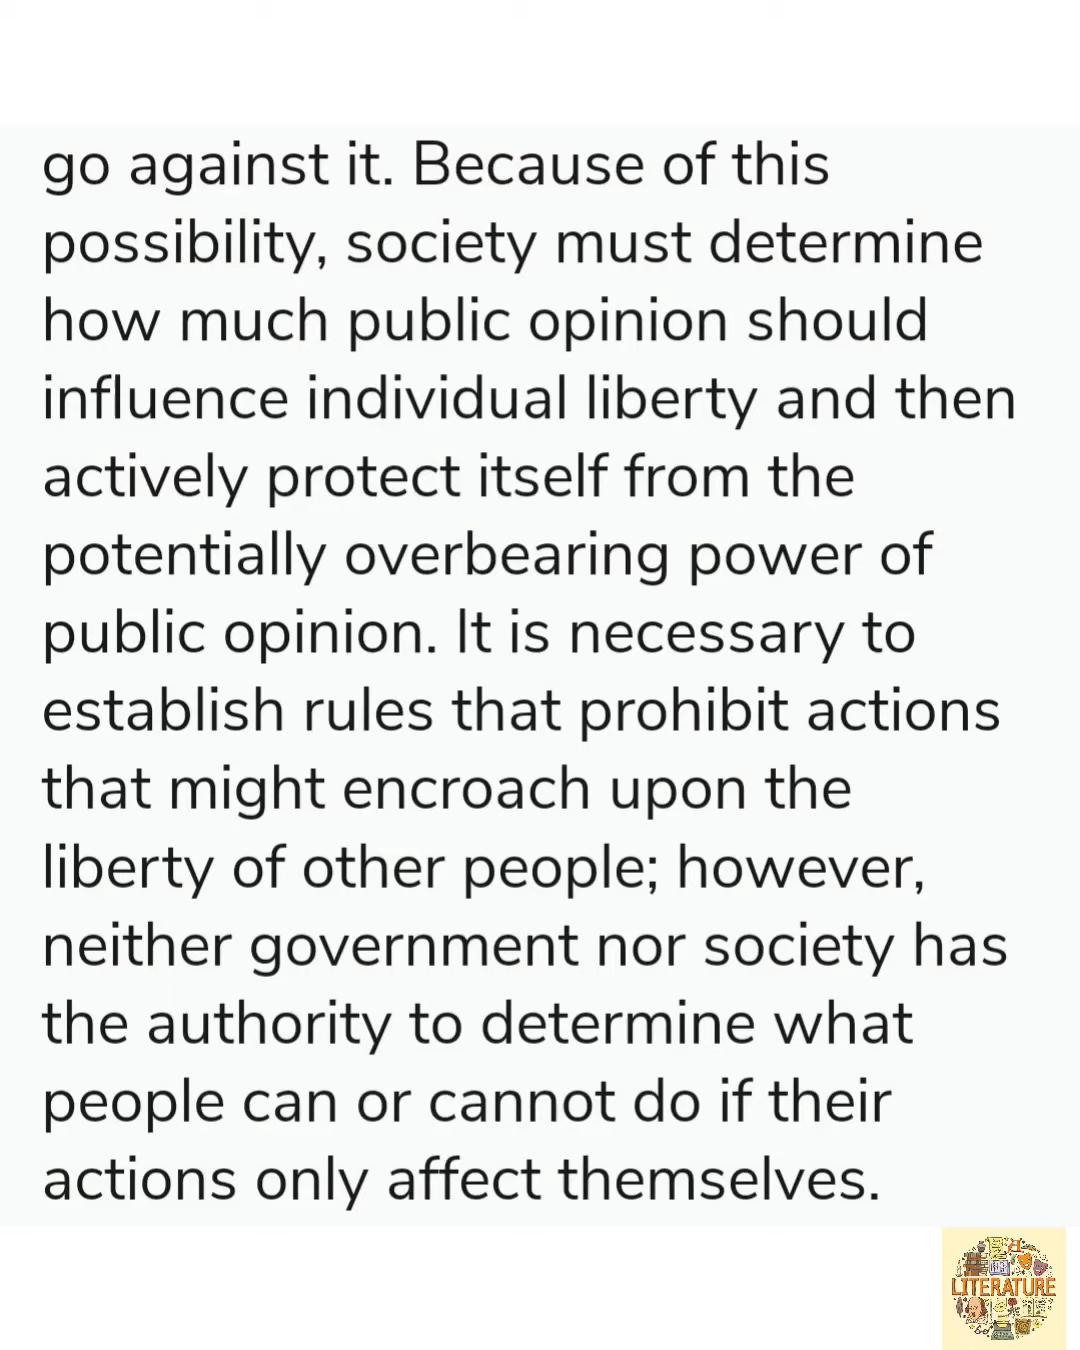 go against it. Because of this
possibility, society must determine
how much public opinion should
influence individual liberty and then
actively protect itself from the
potentially overbearing power of
public opinion. It is necessary to
establish rules that prohibit actions
that might encroach upon the
liberty of other people; however,
neither government nor society has
the authority to determine what
people can or cannot do if their
actions only affect themselves.
LITERATURE